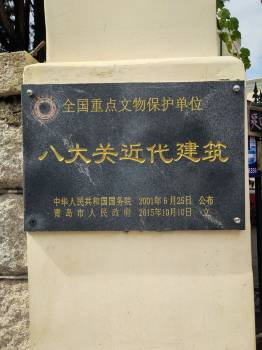 全国重点文物保护单位
八大关近代建筑
中华人民共和国国务院 2001年6月25日 公布
青岛市人民政府 2015年10月10日 立